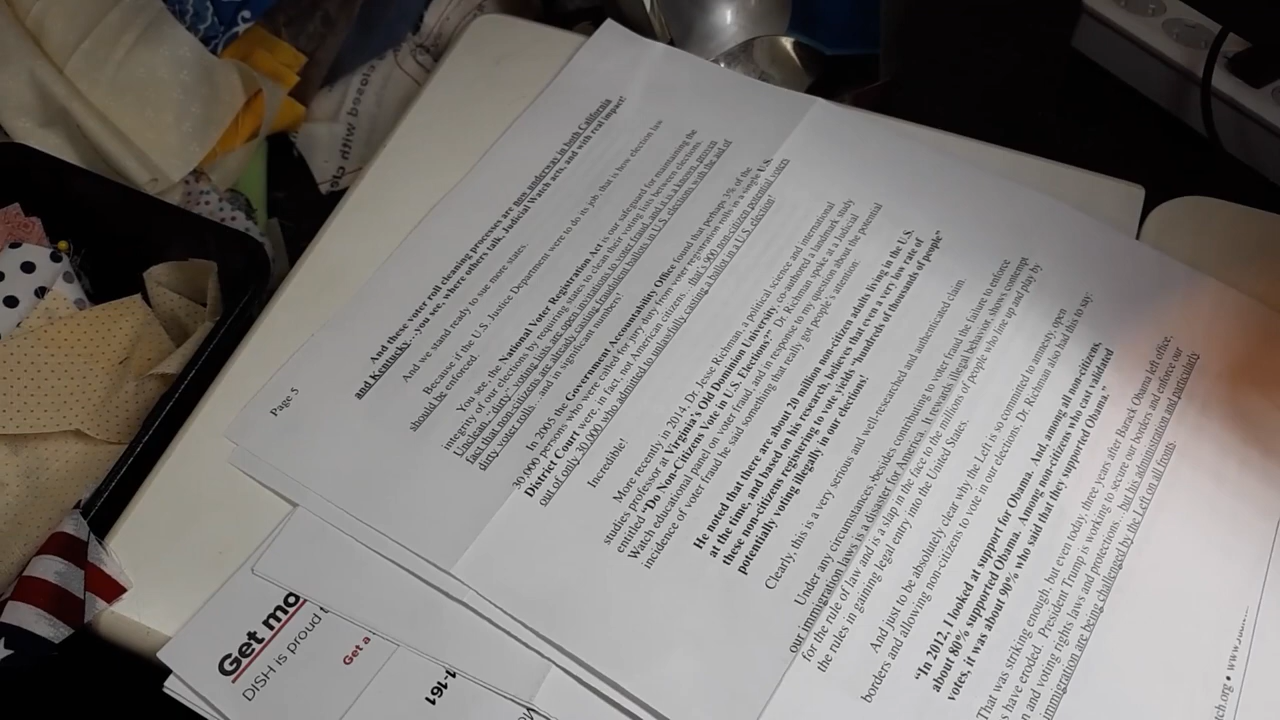 Page 5
And these voter roll cleaning processes are now underway in both California
and Kentucky . . . you see, where others talk, Judicial Watch acts, and with real impact!
And we stand ready to sue more states.
Because if the U.S. Justice Department were to do its job that is how election law
should be enforced.
You see, the National Voter Registration Act is our safeguard for maintaining the
integrity of our elections by requiring states to clean their voting lists between elections.
Unclean, "dirty" voting lists are open invitations to voter fraud and it is a known, proven
fact that non-citizens are already casting fraudulent ballots in U.S. elections with the aid of
dirty voter rolls . . . and in significant numbers!
In 2005 the Government Accountability Office found that perhaps 3% of the
30,000 persons who were called for jury duty from voter registration rolls in a single U.S.
District Court were, in fact, not American citizens . . . that's 900 non-citizen potential voters
out of only 30,000 who admitted to unlawfully casting a ballot in a U.S. election!
Incredible!
More recently in 2014, Dr. Jesse Richman, a political science and international
studies professor at Virginia's Old Dominion University, co-authored a landmark study
entitled "Do Non-Citizens Vote in U.S. Elections?" Dr. Richman spoke at a Judicial
Watch educational panel on voter fraud, and in response to my question about the potential
incidence of voter fraud he said something that really got people's attention:
He noted that there are about 20 million non-citizen adults living in the U.S.
at the time, and based on his research, believes that even a very low rate of
these non-citizens registering to vote yields "hundreds of thousands of people"
potentially voting illegally in our elections!
Clearly, this is a very serious and well-researched and authenticated claim.
Under any circumstances -besides contributing to voter fraud the failure to enforce
our immigration laws is a disaster for America. It rewards illegal behavior, shows contempt
for the rule of law and is a slap in the face to the millions of people who line up and play by
the rules in gaining legal entry into the United States.
And just to be absolutely clear why the Left is so committed to amnesty, open
borders and allowing non-citizens to vote in our elections, Dr. Richman also had this to say:
"In 2012, I looked at support for Obama. And, among all non-citizens,
about 80% supported Obama. Among non-citizens who cast validated
votes, it was about 90% who said that they supported Obama."
That was striking enough, but even today, three years after Barack Obama left office,
s have eroded. President Trump is working to secure our borders and enforce our
n and voting rights laws and protections . . . but his administration and particularly
immigration are being challenged by the Left on all fronts.
ch.org • www.
Get mo
DISH is proud
Get a
1-161
closed with